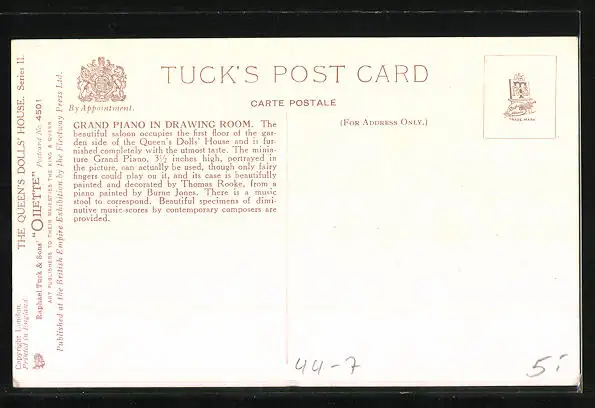 TUCK'S POST CARD
CARTE POSTALE
(FOR ADDRESS ONLY.)
By Appointment.
GRAND PIANO IN DRAWING ROOM. The
beautiful saloon occupies the first floor of the gar-
den side of the Queen's Dolls' House and is fur-
nished completely with the utmost taste. The minia-
ture Grand Piano, 3½ inches high, portrayed in
the picture, can actually be used, though only fairy
fingers could play on it, and its case is beautifully
painted and decorated by Thomas Rooke, from a
piano painted by Burne Jones. There is a music
stool to correspond. Beautiful specimens of dimi-
nutive music-scores by contemporary composers are
provided.
TRADE MARK
Copyright London.
Printed in England.
THE QUEEN'S DOLLS' HOUSE. Series II.
Raphael Tuck & Sons' "OILETTE" Postcard No. 4501
ART PUBLISHERS TO THEIR MAJESTIES THE KING & QUEEN
Published at the British Empire Exhibition by the Fleetway Press Ltd.
44-7